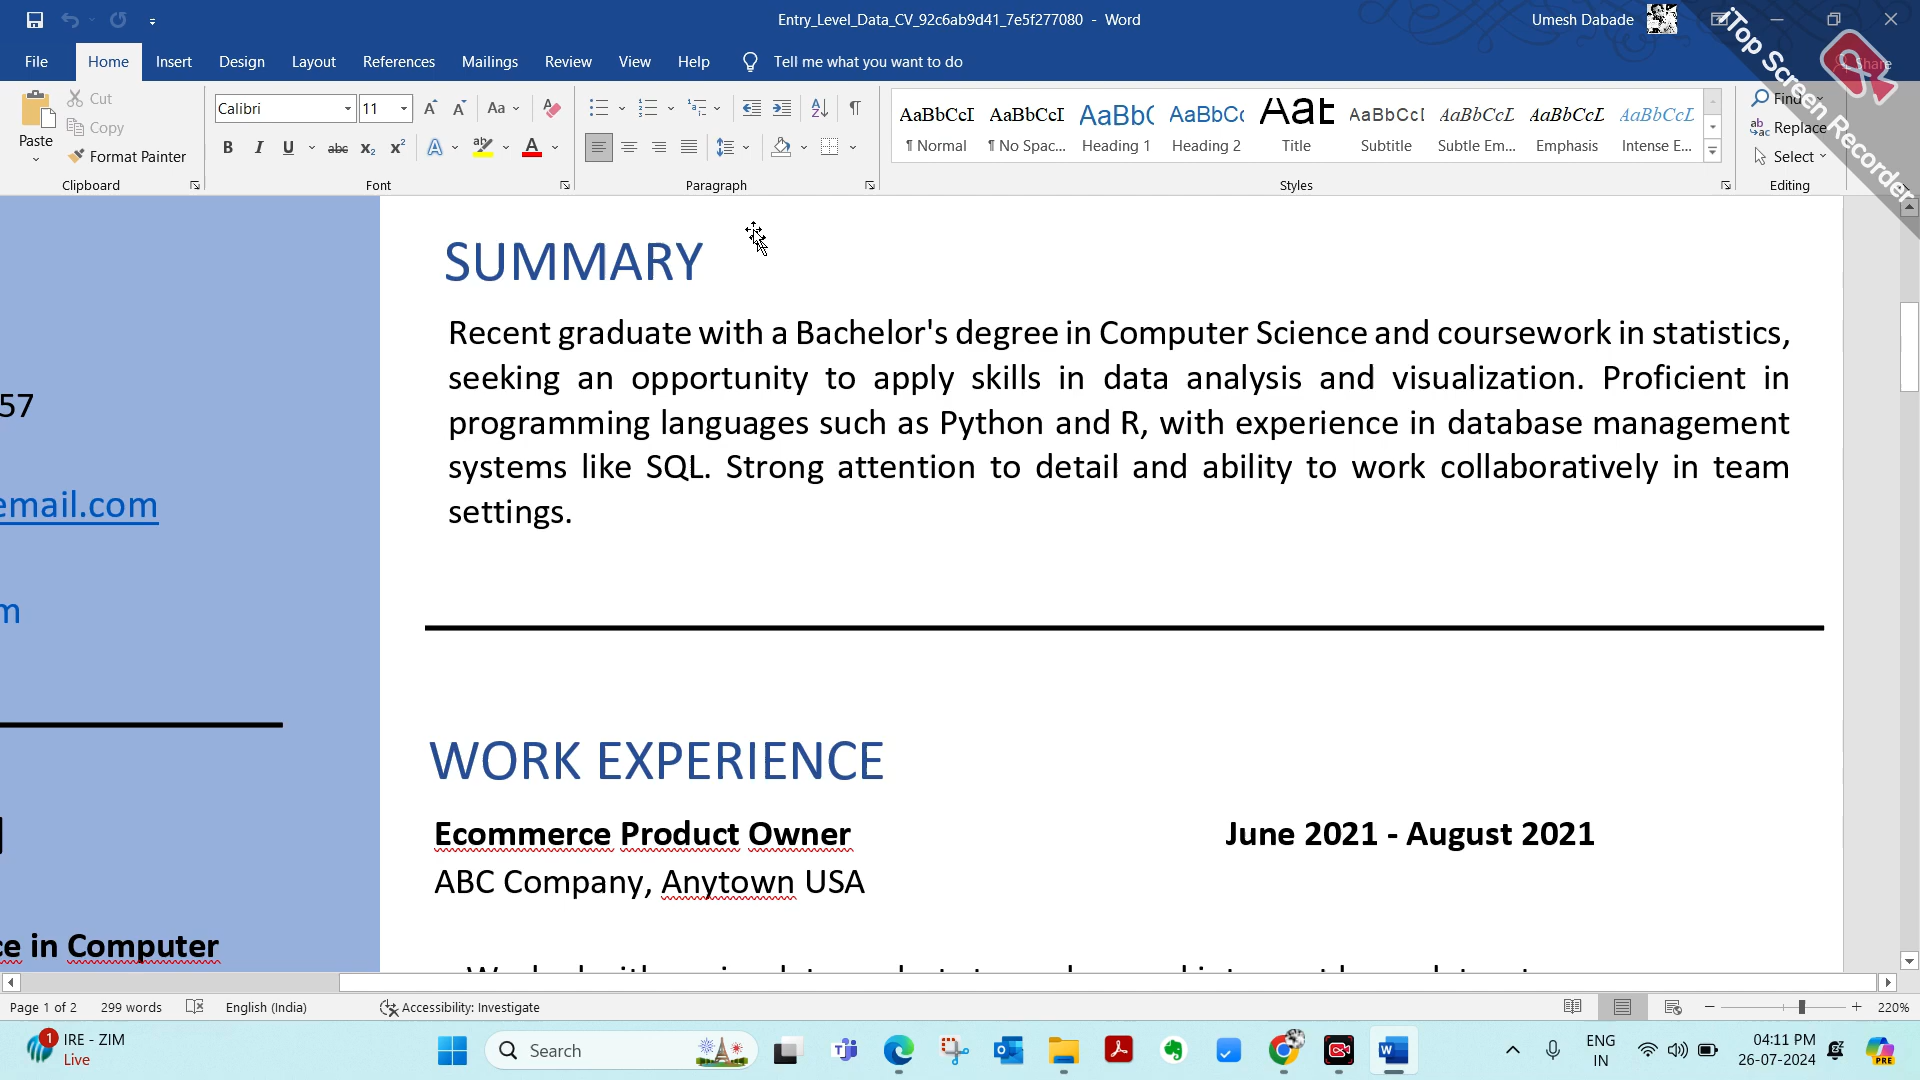 Entry_Level_Data_CV_92c6ab9d41_7e5f277080 - Word
Umesh Dabade
iTop Screen Recorder
File Home Insert Design Layout References Mailings Review View Help Tell me what you want to do
Share
Paste
Cut
Copy
Format Painter
Clipboard
Calibri 11
Font
Paragraph
AaBbCcI AaBbCcI AaBbC AaBbCc AaB AaBbCcI AaBbCcL AaBbCcL AaBbCcL
¶ Normal ¶ No Spac... Heading 1 Heading 2 Title Subtitle Subtle Em... Emphasis Intense E...
Styles
Find
Replace
Select
Editing
57
email.com
m
ce in Computer
SUMMARY
Recent graduate with a Bachelor's degree in Computer Science and coursework in statistics,
seeking an opportunity to apply skills in data analysis and visualization. Proficient in
programming languages such as Python and R, with experience in database management
systems like SQL. Strong attention to detail and ability to work collaboratively in team
settings.
WORK EXPERIENCE
Ecommerce Product Owner June 2021 - August 2021
ABC Company, Anytown USA
Page 1 of 2 299 words English (India) Accessibility: Investigate 220%
1 IRE - ZIM
Live
Search
ENG
IN
04:11 PM
26-07-2024
PRE